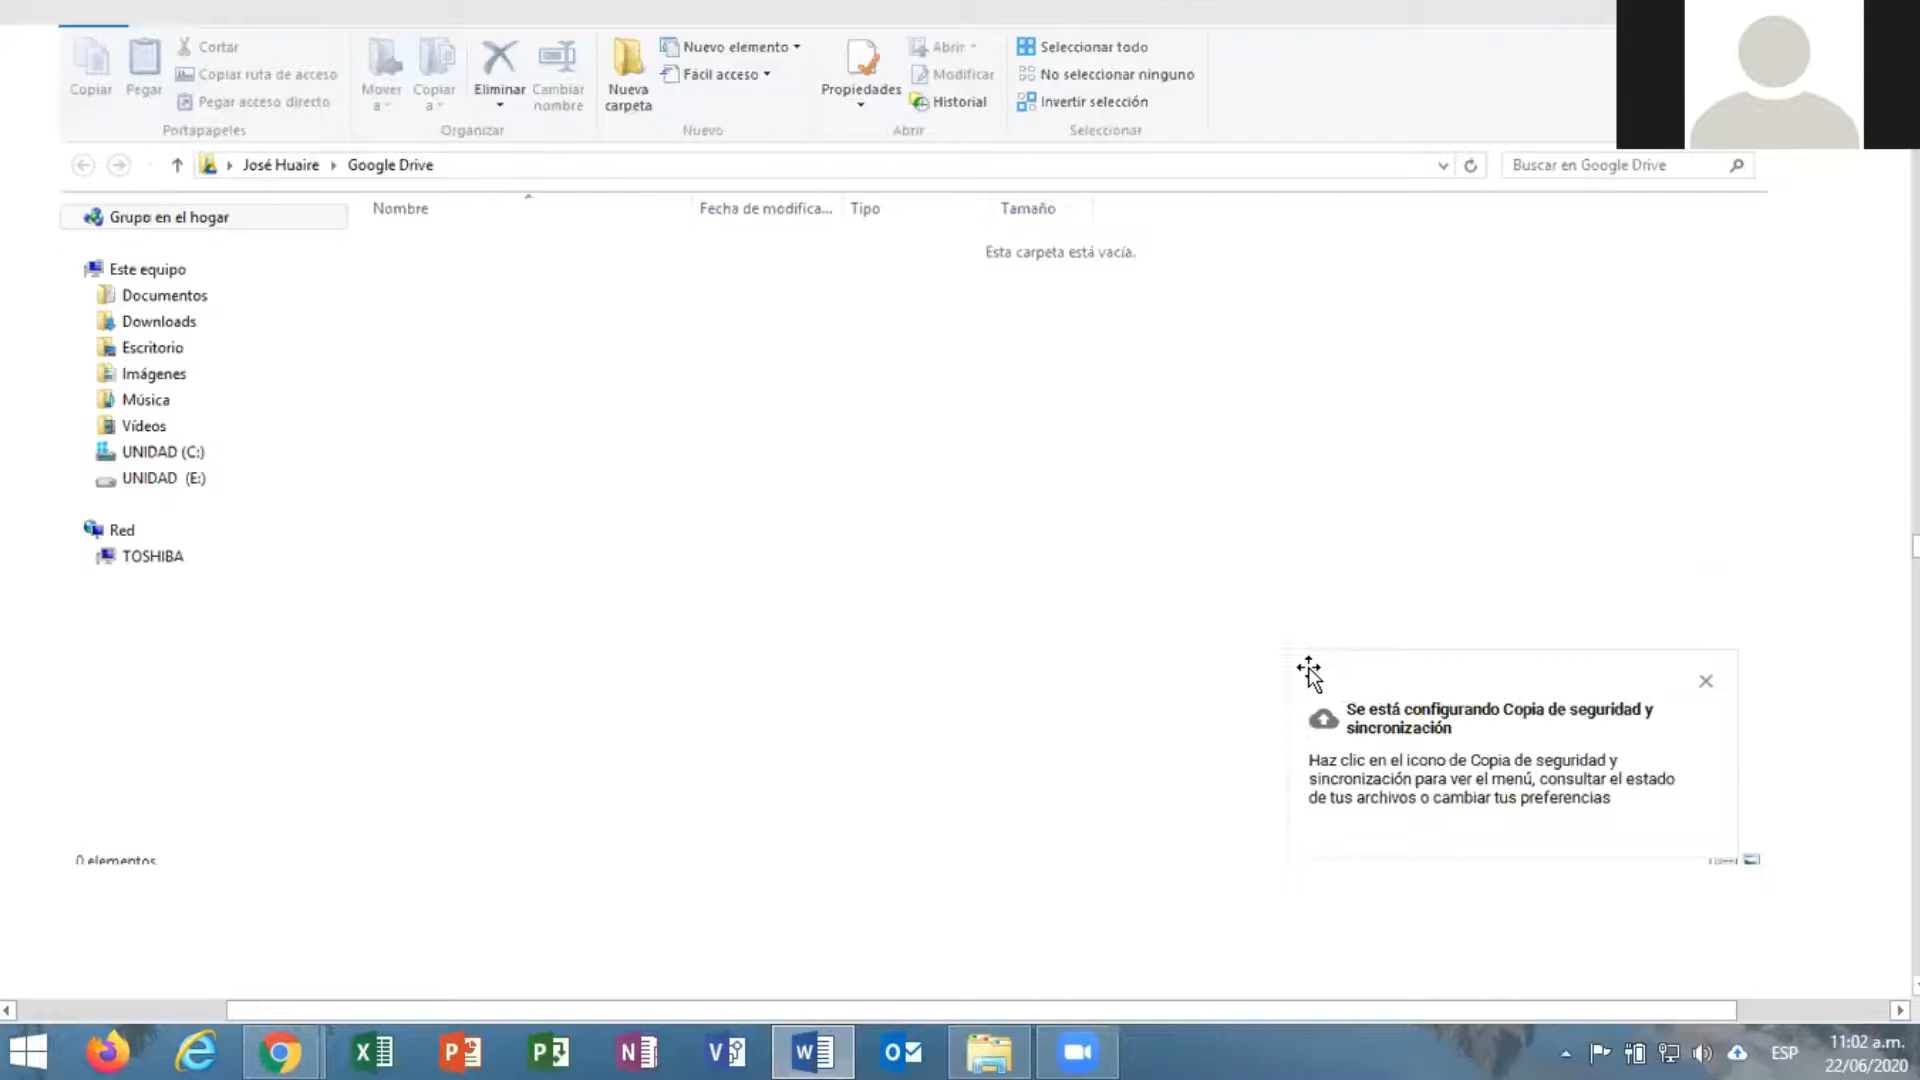 Copiar
Pegar
Cortar
Copiar ruta de acceso
Pegar acceso directo
Portapapeles
Mover
a
Copiar
a
Eliminar
Cambiar
nombre
Organizar
Nueva
carpeta
Nuevo elemento
Fácil acceso
Nuevo
Propiedades
Abrir
Modificar
Historial
Abrir
Seleccionar todo
No seleccionar ninguno
Invertir selección
Seleccionar
José Huaire
Google Drive
Buscar en Google Drive
Nombre
Fecha de modifica...
Tipo
Tamaño
Esta carpeta está vacía.
Grupo en el hogar
Este equipo
Documentos
Downloads
Escritorio
Imágenes
Música
Vídeos
UNIDAD (C:)
UNIDAD (E:)
Red
TOSHIBA
Se está configurando Copia de seguridad y
sincronización
Haz clic en el icono de Copia de seguridad y
sincronización para ver el menú, consultar el estado
de tus archivos o cambiar tus preferencias
0 elementos
X
P
P
N
V
W
O
ESP
11:02 a.m.
22/06/2020